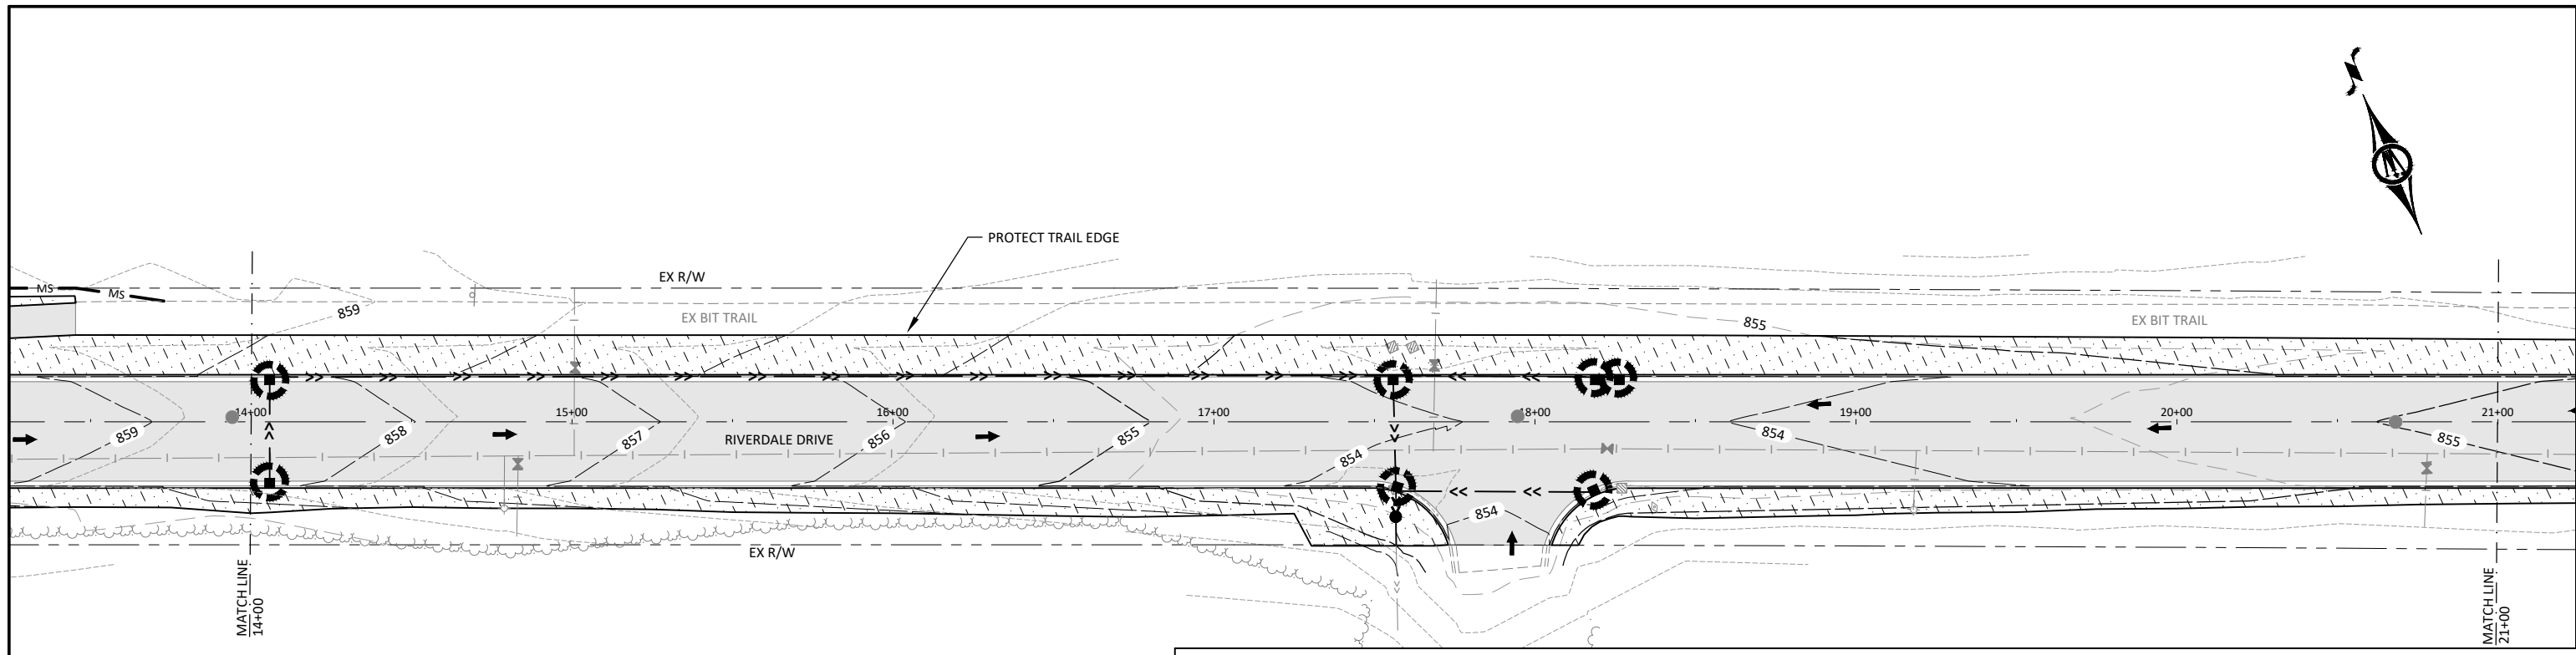 PROTECT TRAIL EDGE
EX R/W
MS
MS
859
EX BIT TRAIL
855
EX BIT TRAIL
14+00
15+00
16+00
17+00
18+00
19+00
20+00
21+00
859
858
857
RIVERDALE DRIVE
856
855
854
854
855
854
EX R/W
MATCH LINE
14+00
MATCH LINE
21+00